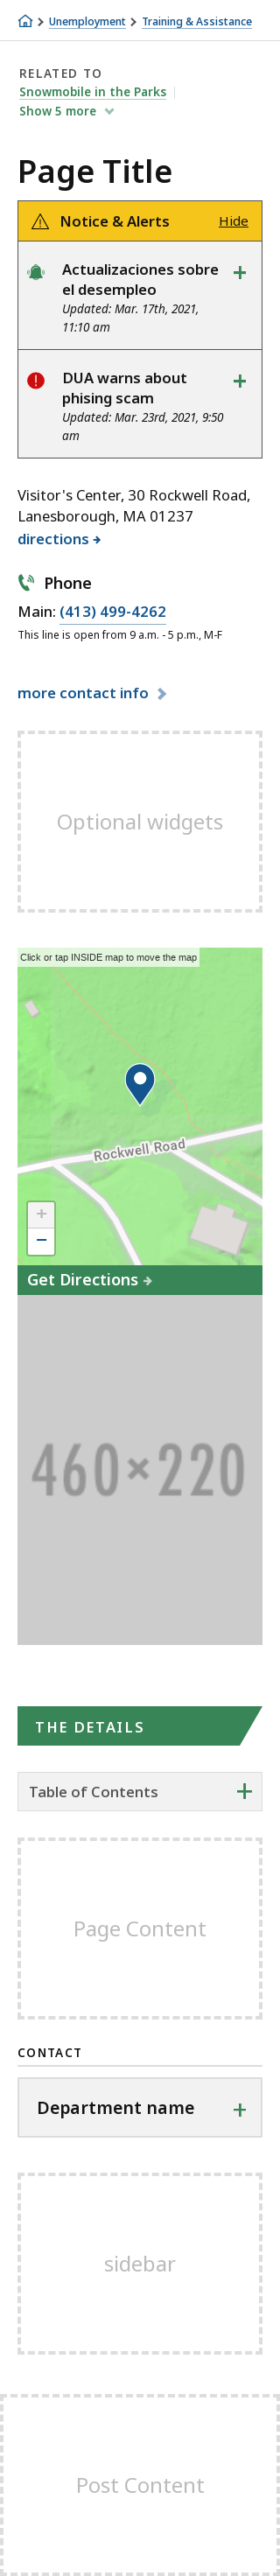 Unemployment Training & Assistance
RELATED TO
Snowmobile in the Parks
Show 5 more
Page Title
Notice & Alerts Hide
Actualizaciones sobre
el desempleo
Updated: Mar. 17th, 2021,
11:10 am
DUA warns about
phising scam
Updated: Mar. 23rd, 2021, 9:50
am
Visitor's Center, 30 Rockwell Road,
Lanesborough, MA 01237
directions
Phone
Main: (413) 499-4262
This line is open from 9 a.m. - 5 p.m., M-F
more contact info
Optional widgets
Click or tap INSIDE map to move the map
Rockwell Road
+
−
Get Directions
460×220
THE DETAILS
Table of Contents
Page Content
CONTACT
Department name
sidebar
Post Content